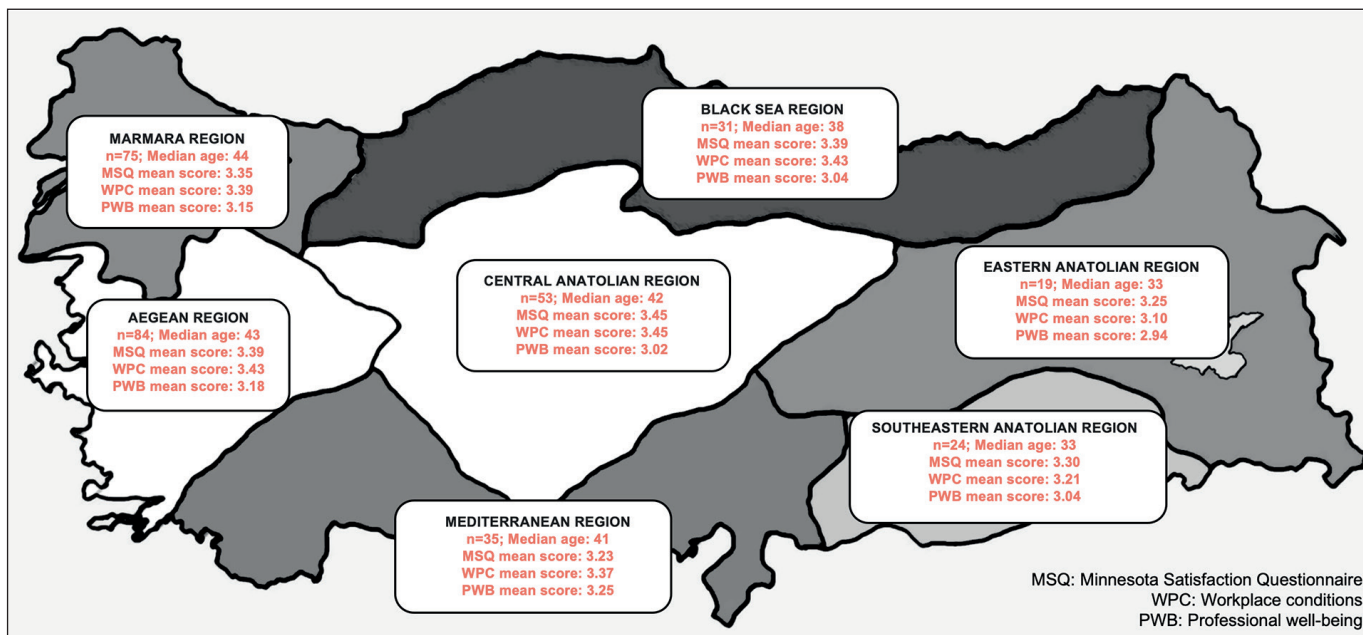 BLACK SEA REGION
n=31; Median age: 38
MSQ mean score: 3.39
WPC mean score: 3.43
PWB mean score: 3.04
MARMARA REGION
n=75; Median age: 44
MSQ mean score: 3.35
WPC mean score: 3.39
PWB mean score: 3.15
CENTRAL ANATOLIAN REGION
n=53; Median age: 42
MSQ mean score: 3.45
WPC mean score: 3.45
PWB mean score: 3.02
EASTERN ANATOLIAN REGION
n=19; Median age: 33
MSQ mean score: 3.25
WPC mean score: 3.10
PWB mean score: 2.94
AEGEAN REGION
n=84; Median age: 43
MSQ mean score: 3.39
WPC mean score: 3.43
PWB mean score: 3.18
SOUTHEASTERN ANATOLIAN REGION
n=24; Median age: 33
MSQ mean score: 3.30
WPC mean score: 3.21
PWB mean score: 3.04
MEDITERRANEAN REGION
n=35; Median age: 41
MSQ mean score: 3.23
WPC mean score: 3.37
PWB mean score: 3.25
MSQ: Minnesota Satisfaction Questionnaire
WPC: Workplace conditions
PWB: Professional well-being